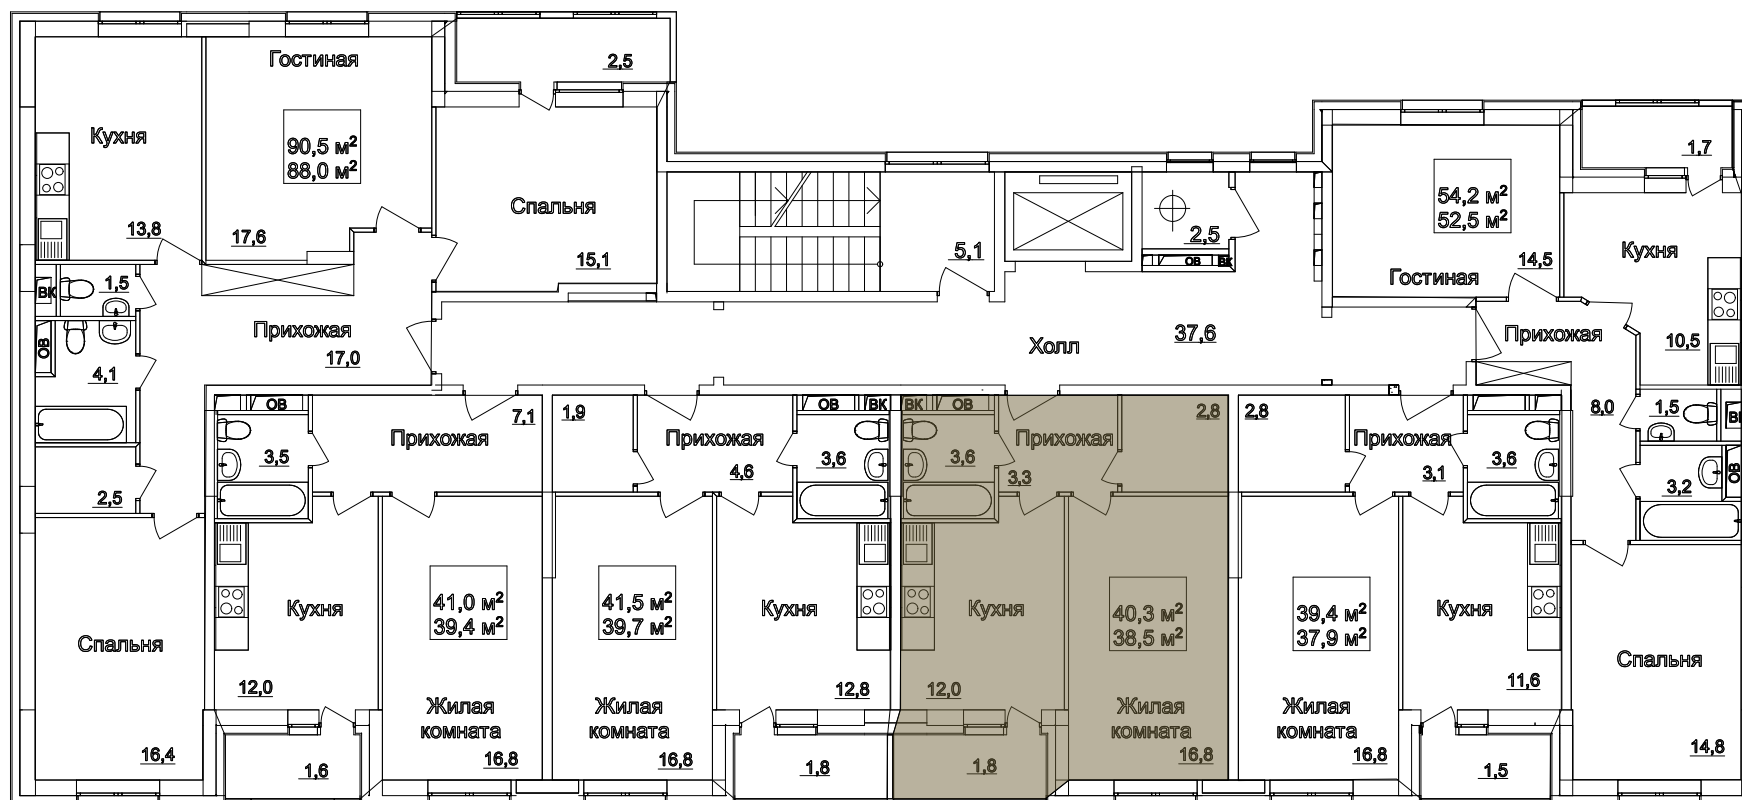 Гостиная
2,5
Кухня
90,5 м²
88,0 м²
1,7
54,2 м²
52,5 м²
Спальня
13,8
17,6
15,1
5,1
2,5
ОВ
ВК
14,5
Гостиная
Кухня
ВК
1,5
Прихожая
17,0
ОВ
4,1
Холл
37,6
Прихожая
10,5
ОВ
7,1
1,9
ОВ
ВК
ВК
ОВ
2,8
2,8
8,0
1,5
ВК
Прихожая
Прихожая
Прихожая
Прихожая
3,5
4,6
3,6
3,6
3,3
3,1
3,6
3,2
ОВ
2,5
Кухня
41,0 м²
39,4 м²
41,5 м²
39,7 м²
Кухня
Кухня
40,3 м²
38,5 м²
39,4 м²
37,9 м²
Кухня
Спальня
Спальня
12,0
Жилая
комната
Жилая
комната
12,8
12,0
Жилая
комната
Жилая
комната
11,6
16,4
1,6
16,8
16,8
1,8
1,8
16,8
16,8
1,5
14,8